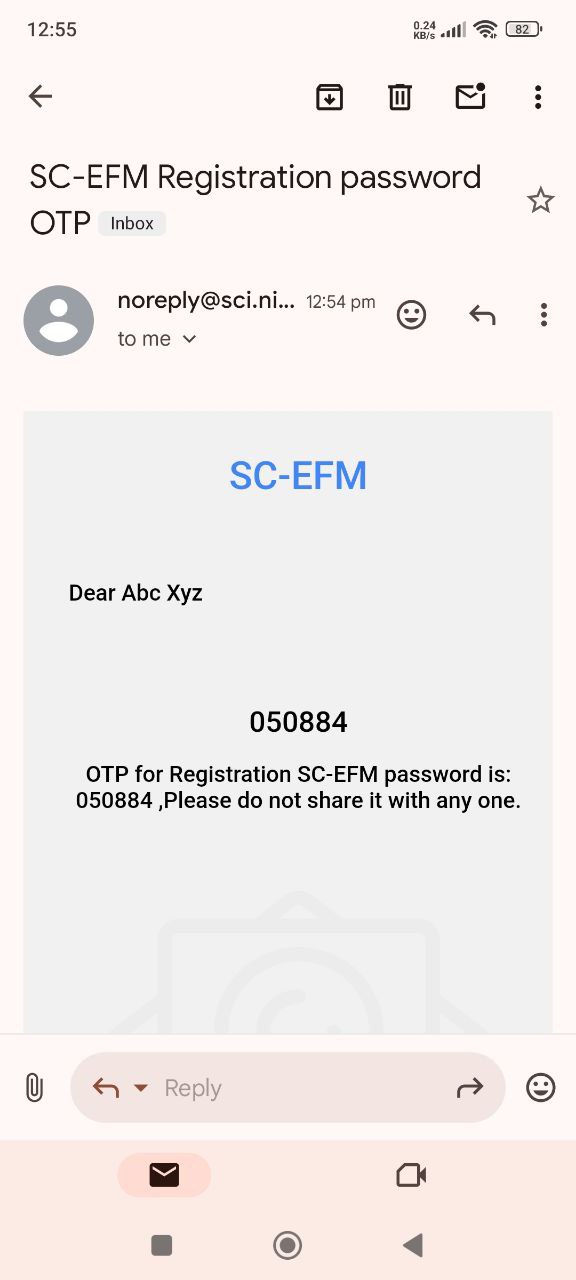 12:55
0.24
KB/s
82
SC-EFM Registration password
OTP Inbox
noreply@sci.ni... 12:54 pm
to me
SC-EFM
Dear Abc Xyz
050884
OTP for Registration SC-EFM password is:
050884 ,Please do not share it with any one.
Reply